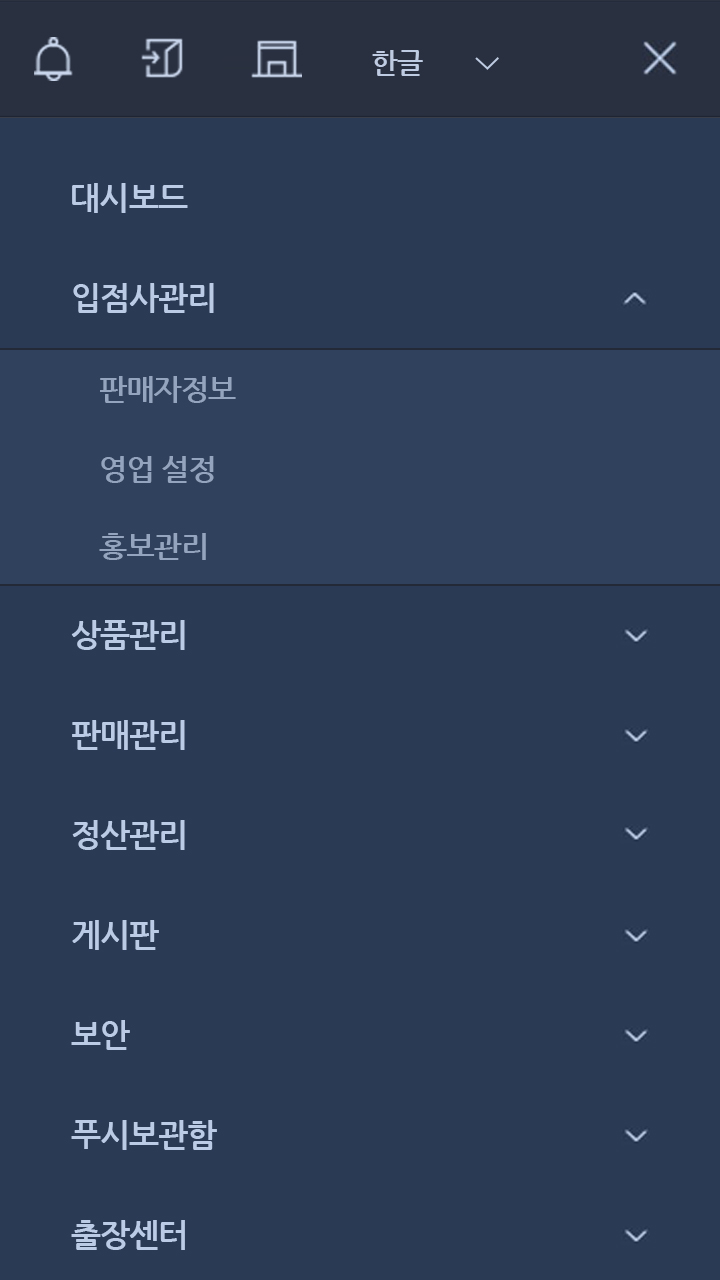 한글
대시보드
입점사관리
판매자정보
영업 설정
홍보관리
상품관리
판매관리
정산관리
게시판
보안
푸시보관함
출장센터